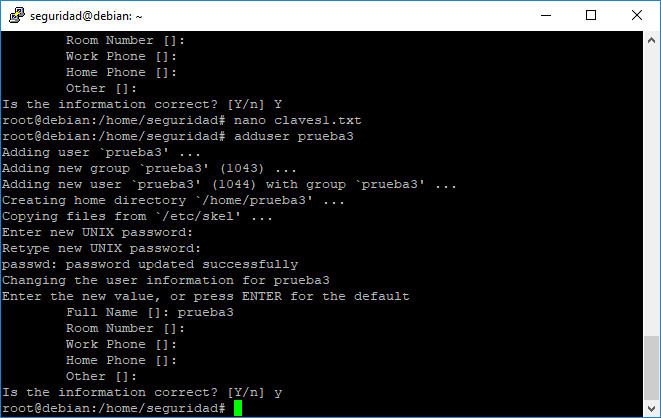 seguridad@debian: ~
Room Number []:
Work Phone []:
Home Phone []:
Other []:
Is the information correct? [Y/n] Y
root@debian:/home/seguridad# nano claves1.txt
root@debian:/home/seguridad# adduser prueba3
Adding user `prueba3' ...
Adding new group `prueba3' (1043) ...
Adding new user `prueba3' (1044) with group `prueba3' ...
Creating home directory `/home/prueba3' ...
Copying files from `/etc/skel' ...
Enter new UNIX password:
Retype new UNIX password:
passwd: password updated successfully
Changing the user information for prueba3
Enter the new value, or press ENTER for the default
Full Name []: prueba3
Room Number []:
Work Phone []:
Home Phone []:
Other []:
Is the information correct? [Y/n] y
root@debian:/home/seguridad#